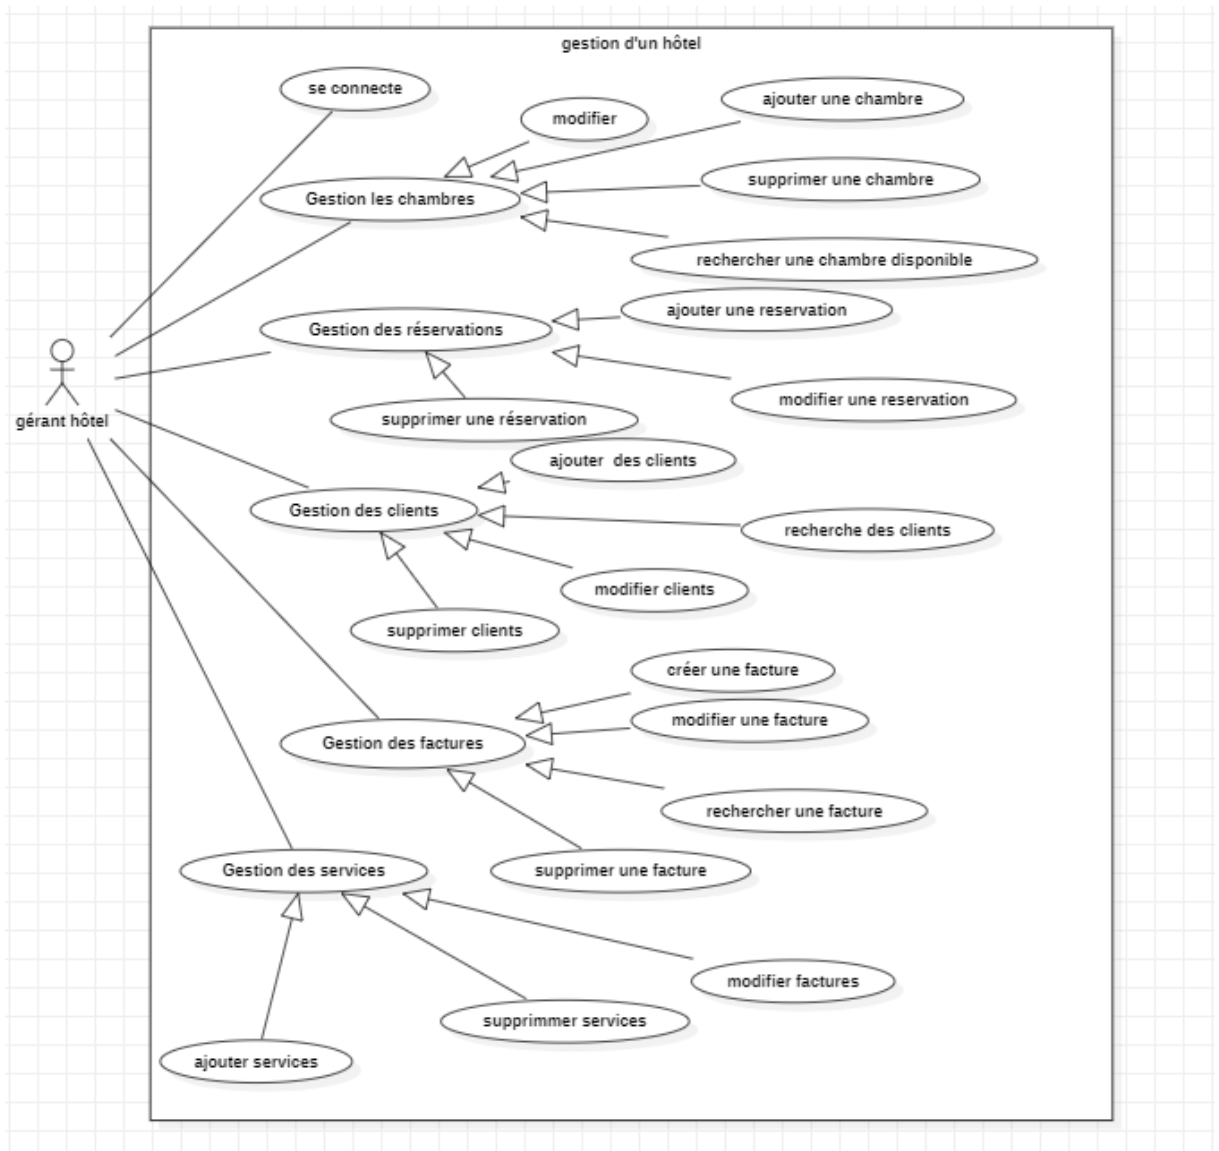 gestion d'un hôtel
se connecte
ajouter une chambre
modifier
supprimer une chambre
Gestion les chambres
rechercher une chambre disponible
ajouter une reservation
Gestion des réservations
modifier une reservation
gérant hôtel
supprimer une réservation
ajouter  des clients
Gestion des clients
recherche des clients
modifier clients
supprimer clients
créer une facture
modifier une facture
Gestion des factures
rechercher une facture
Gestion des services
supprimer une facture
modifier factures
supprimmer services
ajouter services